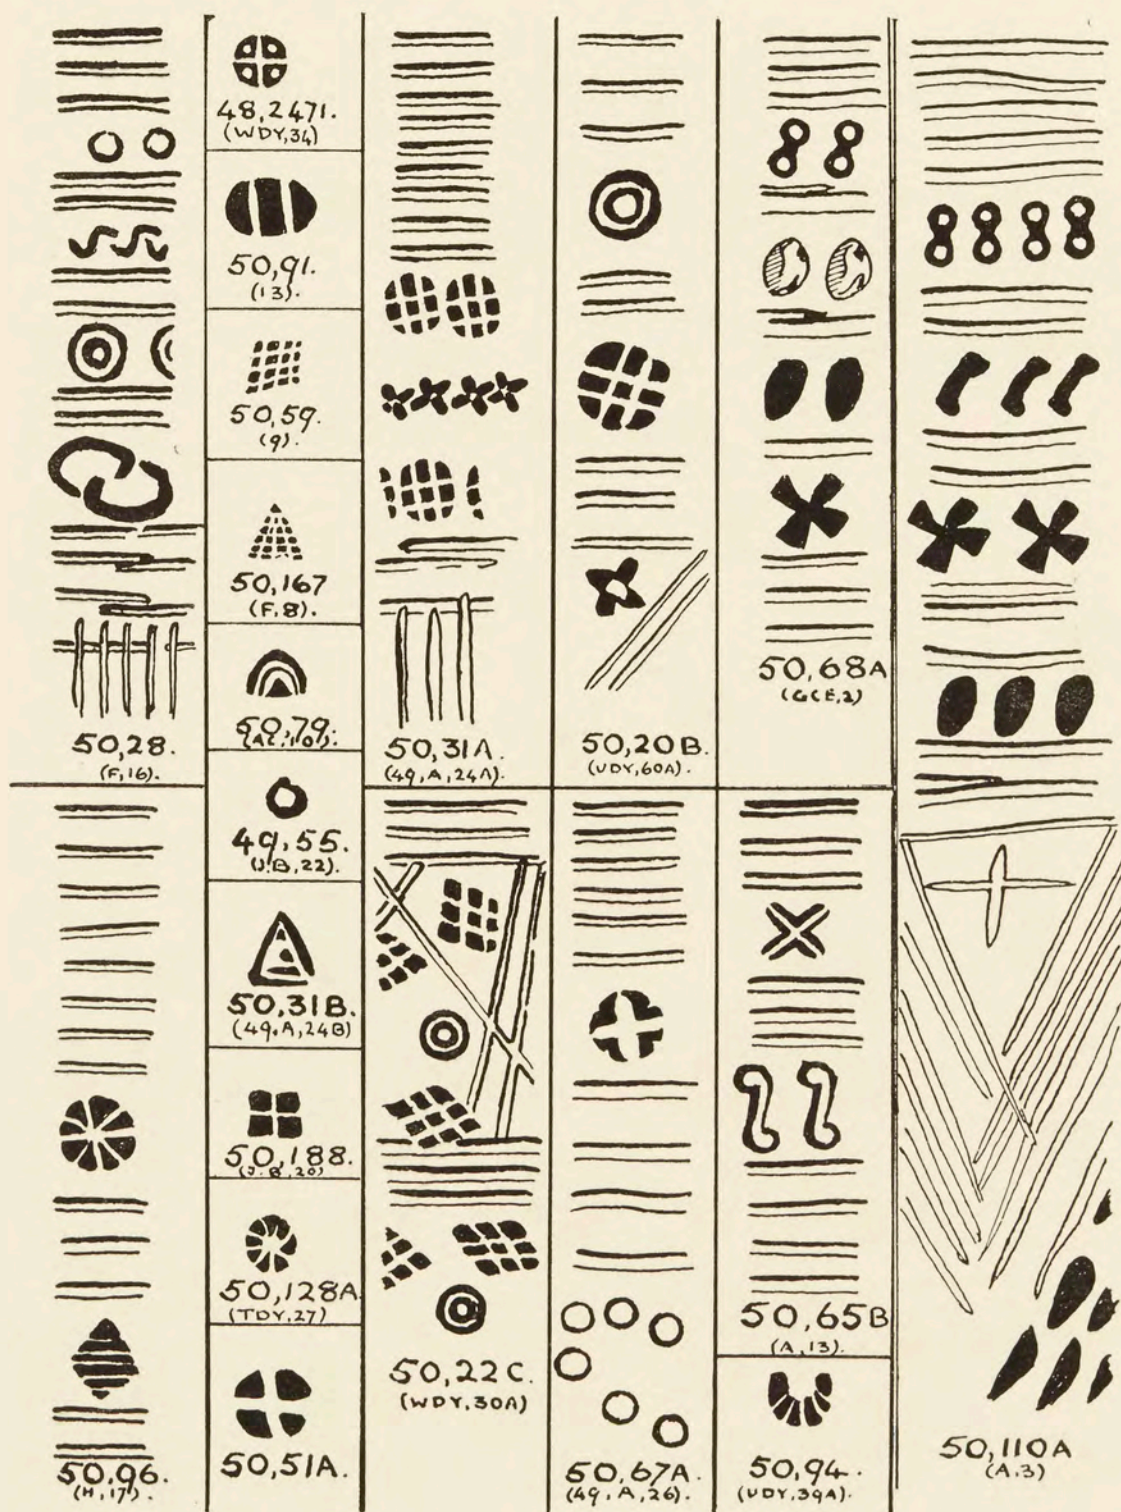 50,28.
(F,16).
50,96.
(H,17).
48,2471.
(WDY,34)
50,91.
(13).
50,59.
(9).
50,167
(F,8).
50,79.
49,55.
(J.B,22).
50,31B.
(49,A,24B)
50,188.
(J.B,20)
50,128A
(TDY,27)
50,51A.
50,31A.
(49,A,24A).
50,22C.
(WDY,30A)
50,20B.
(UDY,60A).
50,67A.
(49,A,26).
50,68A
(GCE,2)
50,65B
(A,13).
50,94.
(UDY,39A)
50,110A
(A,3)